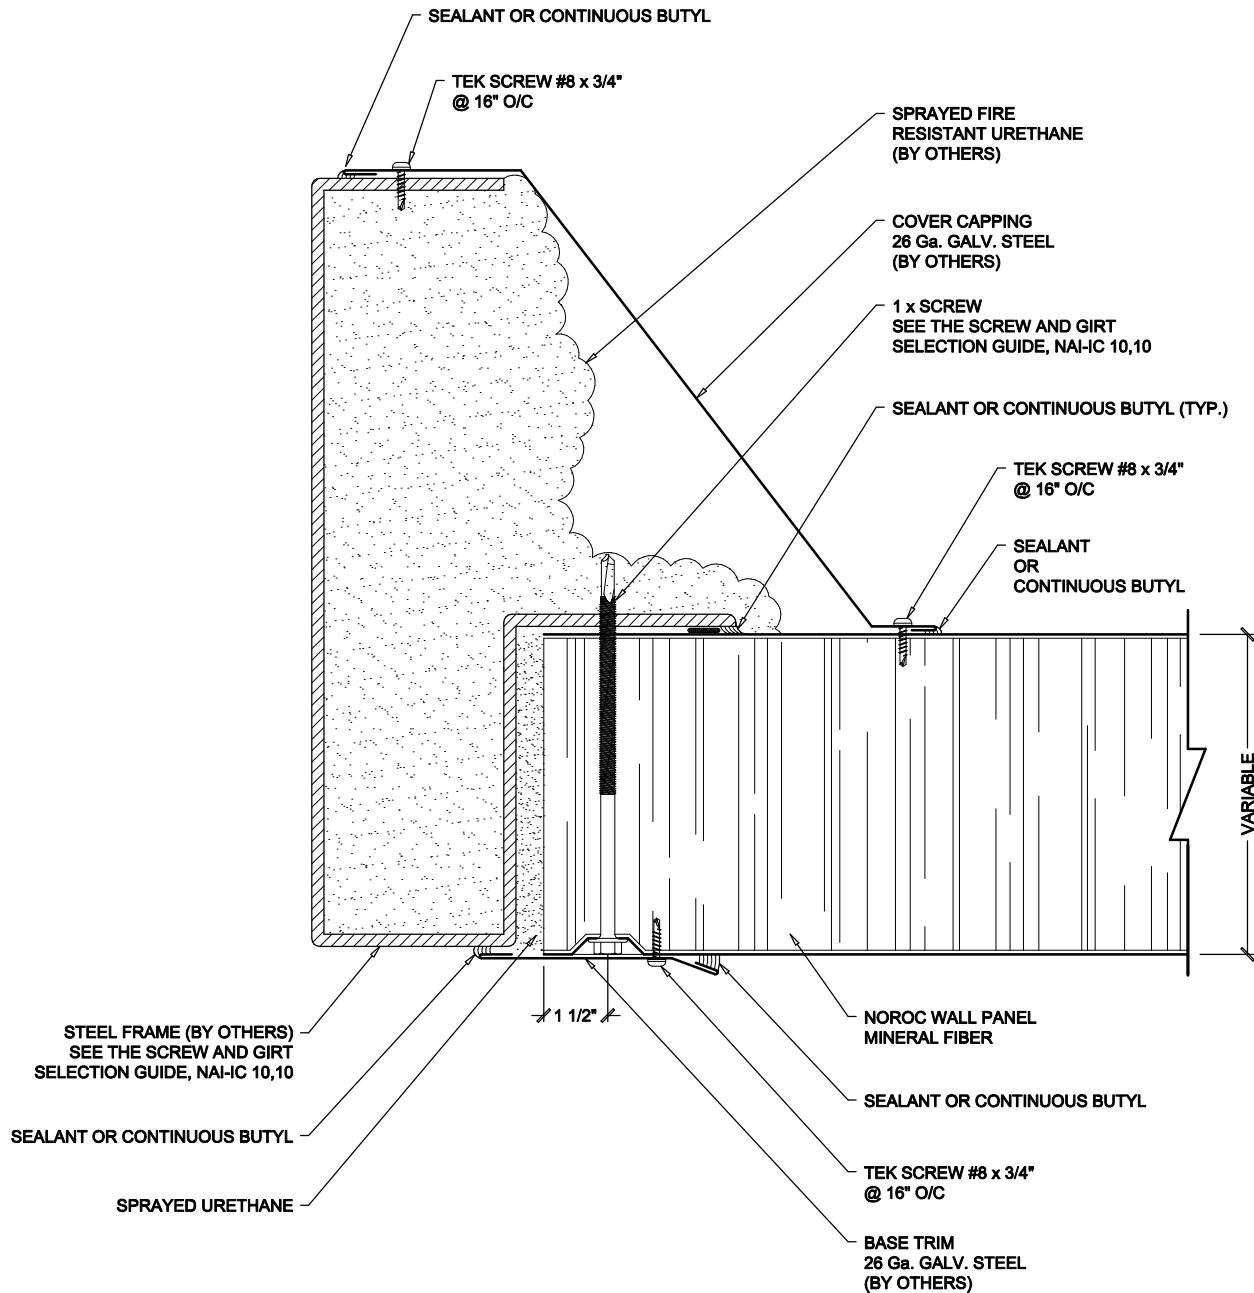 SEALANT OR CONTINUOUS BUTYL
TEK SCREW #8 x 3/4"
@ 16" O/C
SPRAYED FIRE
RESISTANT URETHANE
(BY OTHERS)
COVER CAPPING
26 Ga. GALV. STEEL
(BY OTHERS)
1 x SCREW
SEE THE SCREW AND GIRT
SELECTION GUIDE, NAI-IC 10,10
SEALANT OR CONTINUOUS BUTYL (TYP.)
TEK SCREW #8 x 3/4"
@ 16" O/C
SEALANT
OR
CONTINUOUS BUTYL
VARIABLE
1 1/2"
STEEL FRAME (BY OTHERS)
SEE THE SCREW AND GIRT
SELECTION GUIDE, NAI-IC 10,10
NOROC WALL PANEL
MINERAL FIBER
SEALANT OR CONTINUOUS BUTYL
SEALANT OR CONTINUOUS BUTYL
TEK SCREW #8 x 3/4"
@ 16" O/C
SPRAYED URETHANE
BASE TRIM
26 Ga. GALV. STEEL
(BY OTHERS)